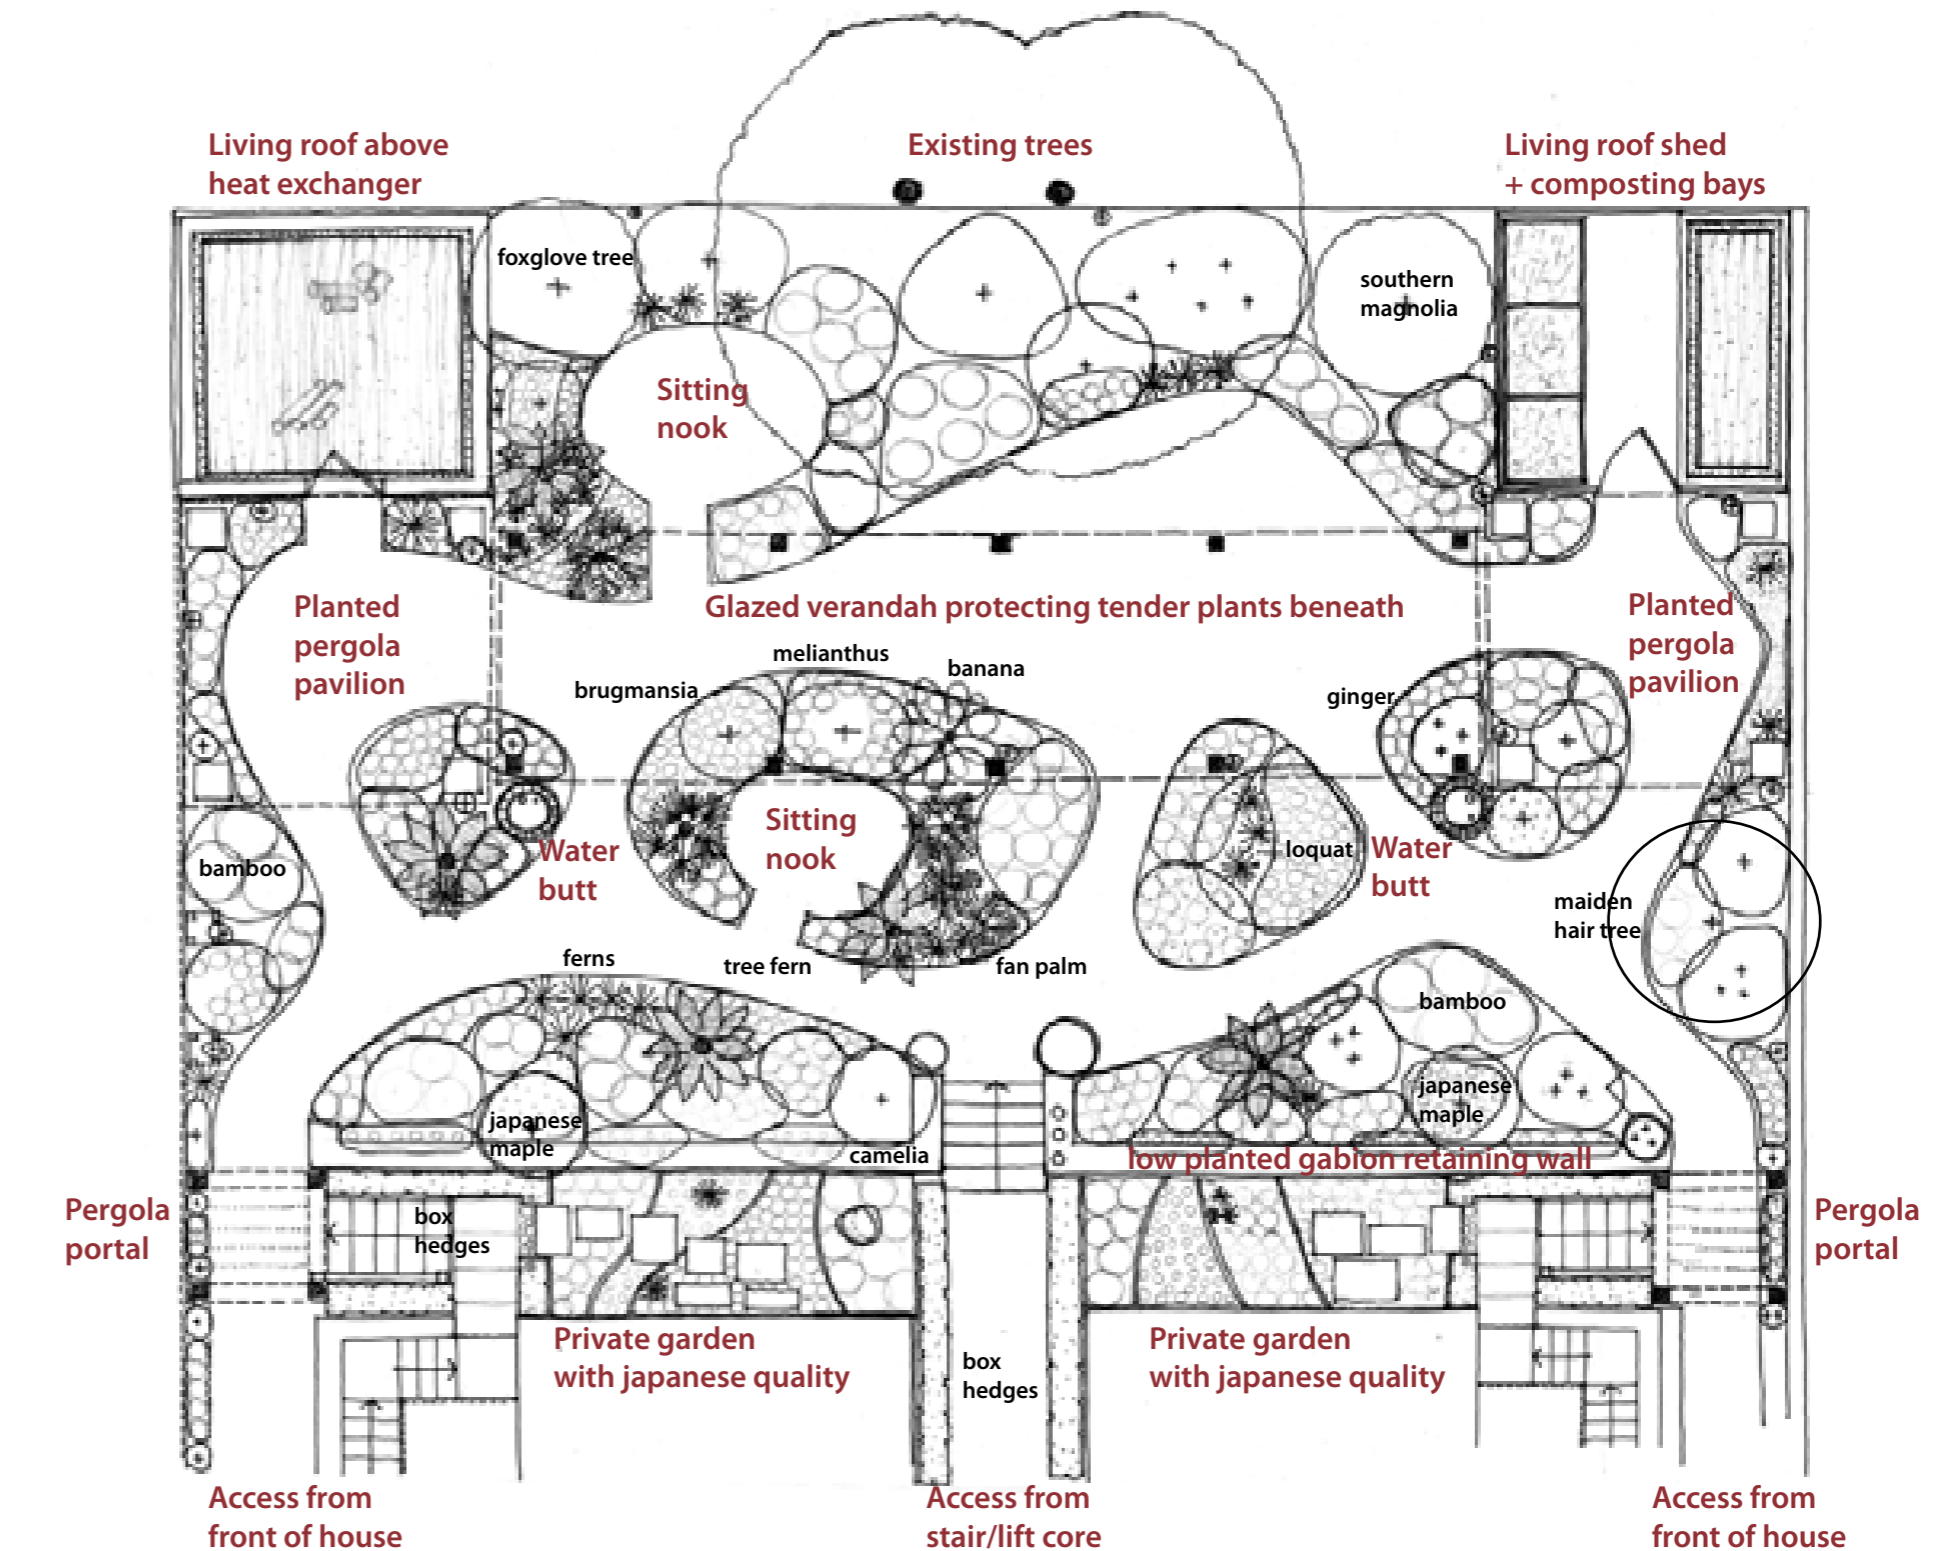 Living roof above
heat exchanger
Existing trees
Living roof shed
+ composting bays
foxglove tree
southern
magnolia
Sitting
nook
Planted
pergola
pavilion
Glazed verandah protecting tender plants beneath
Planted
pergola
pavilion
melianthus
banana
brugmansia
ginger
Sitting
nook
Water
butt
loquat
Water
butt
bamboo
maiden
hair tree
ferns
tree fern
fan palm
bamboo
japanese
maple
japanese
maple
camelia
low planted gabion retaining wall
Pergola
portal
box
hedges
Pergola
portal
Private garden
with japanese quality
box
hedges
Private garden
with japanese quality
Access from
front of house
Access from
stair/lift core
Access from
front of house